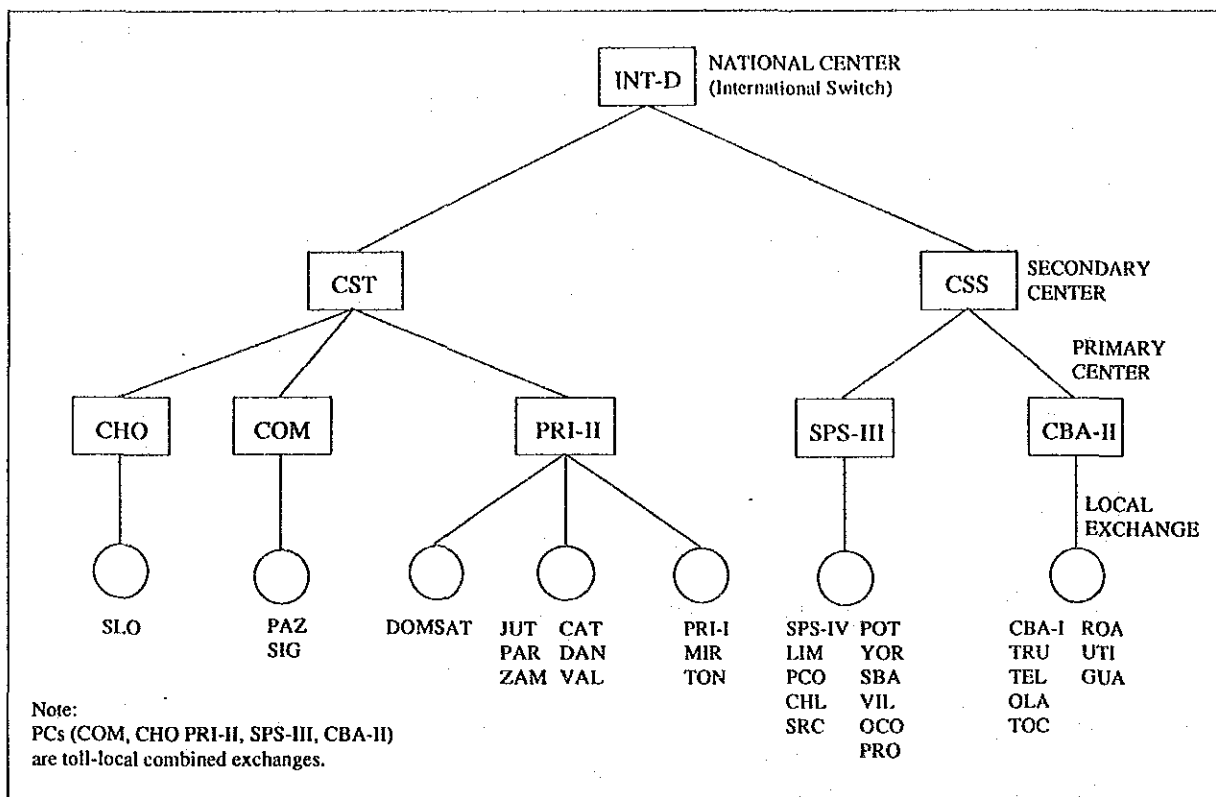 INT-D
NATIONAL CENTER
(International Switch)
CST
CSS
SECONDARY
CENTER
PRIMARY
CENTER
CHO
COM
PRI-II
SPS-III
CBA-II
LOCAL
EXCHANGE
SLO
PAZ
SIG
DOMSAT
JUT CAT
PAR DAN
ZAM VAL
PRI-I
MIR
TON
SPS-IV POT
LIM YOR
PCO SBA
CHL VIL
SRC OCO
PRO
CBA-I ROA
TRU UTI
TEL GUA
OLA
TOC
Note:
PCs (COM, CHO PRI-II, SPS-III, CBA-II)
are toll-local combined exchanges.